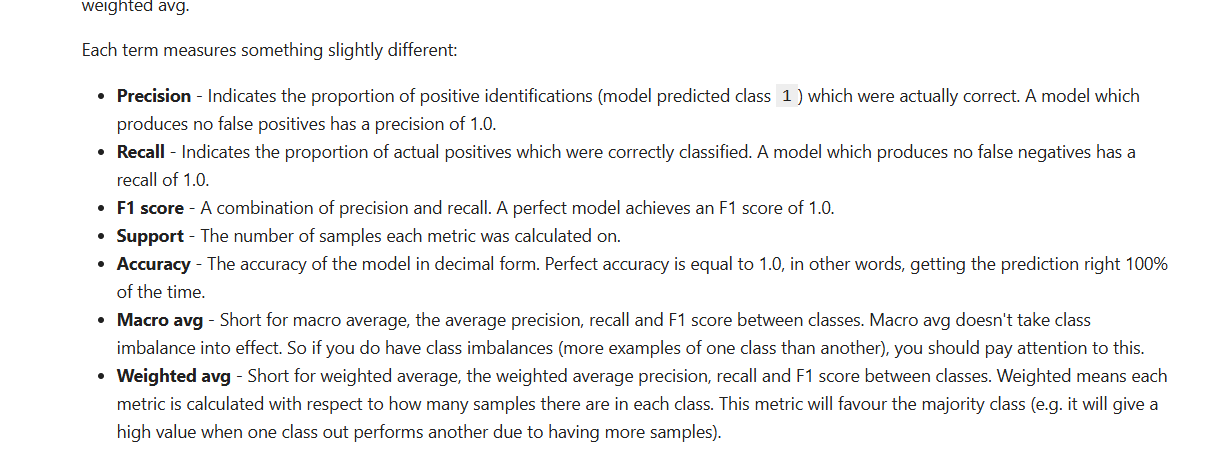 weighted avg.
Each term measures something slightly different:
• Precision - Indicates the proportion of positive identifications (model predicted class 1 ) which were actually correct. A model which
produces no false positives has a precision of 1.0.
• Recall - Indicates the proportion of actual positives which were correctly classified. A model which produces no false negatives has a
recall of 1.0.
• F1 score - A combination of precision and recall. A perfect model achieves an F1 score of 1.0.
• Support - The number of samples each metric was calculated on.
• Accuracy - The accuracy of the model in decimal form. Perfect accuracy is equal to 1.0, in other words, getting the prediction right 100%
of the time.
• Macro avg - Short for macro average, the average precision, recall and F1 score between classes. Macro avg doesn't take class
imbalance into effect. So if you do have class imbalances (more examples of one class than another), you should pay attention to this.
• Weighted avg - Short for weighted average, the weighted average precision, recall and F1 score between classes. Weighted means each
metric is calculated with respect to how many samples there are in each class. This metric will favour the majority class (e.g. it will give a
high value when one class out performs another due to having more samples).